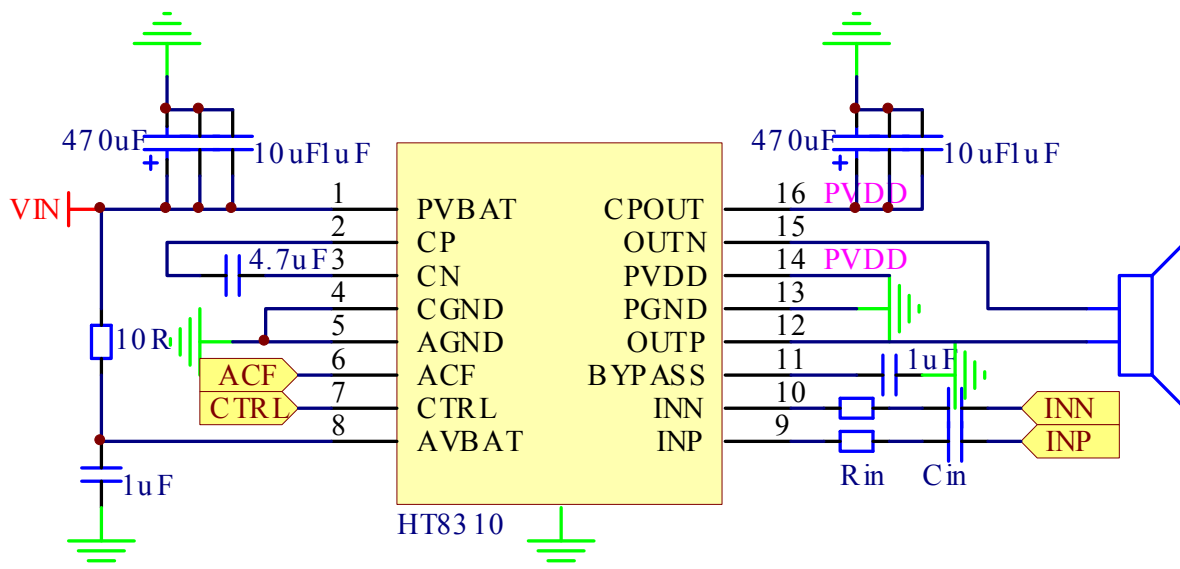 470uF 10uF1uF 470uF 10uF1uF
VIN 1 PVBAT CPOUT 16 PVDD
2 CP OUTN 15
4.7uF 3 CN PVDD 14 PVDD
4 CGND PGND 13
10R 5 AGND OUTP 12
ACF 6 ACF BYPASS 11 1uF
CTRL 7 CTRL INN 10 INN
8 AVBAT INP 9 INP
1uF Rin Cin
HT8310